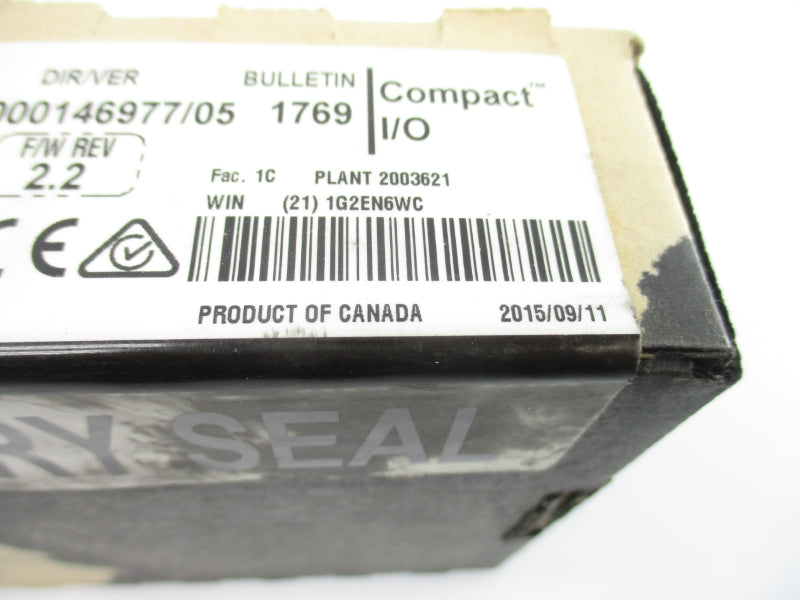 DIR/VER BULLETIN Compact™
000146977/05 1769 I/O
F/W REV
2.2
Fac. 1C PLANT 2003621
WIN (21) 1G2EN6WC
CE
PRODUCT OF CANADA 2015/09/11
RY SEAL